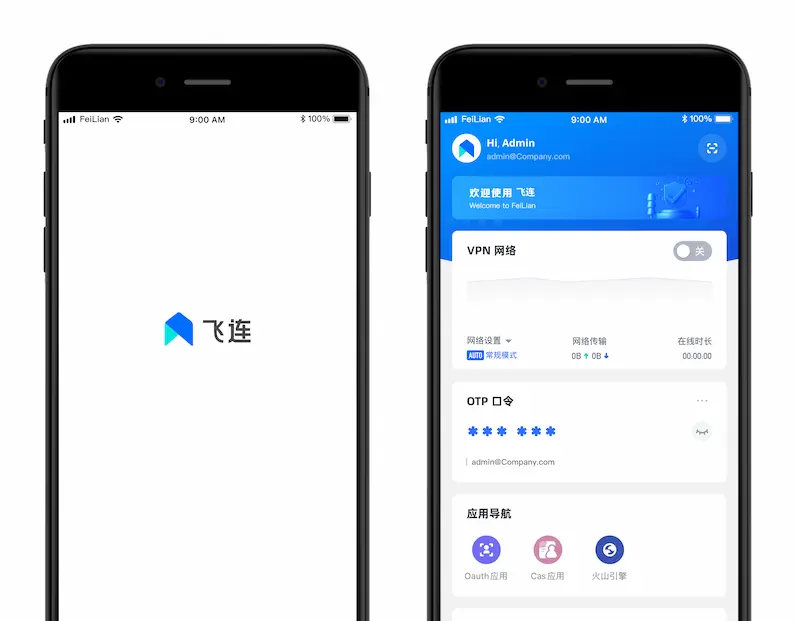 FeiLian
9:00 AM
100%
飞连
FeiLian
9:00 AM
100%
Hi, Admin
admin@Company.com
欢迎使用 飞连
Welcome to FeiLian
VPN 网络
关
网络设置
网络传输
在线时长
AUTO 常规模式
0B ↑ 0B ↓
00.00.00
OTP 口令
***  ***
admin@Company.com
应用导航
Oauth应用
Cas应用
火山引擎